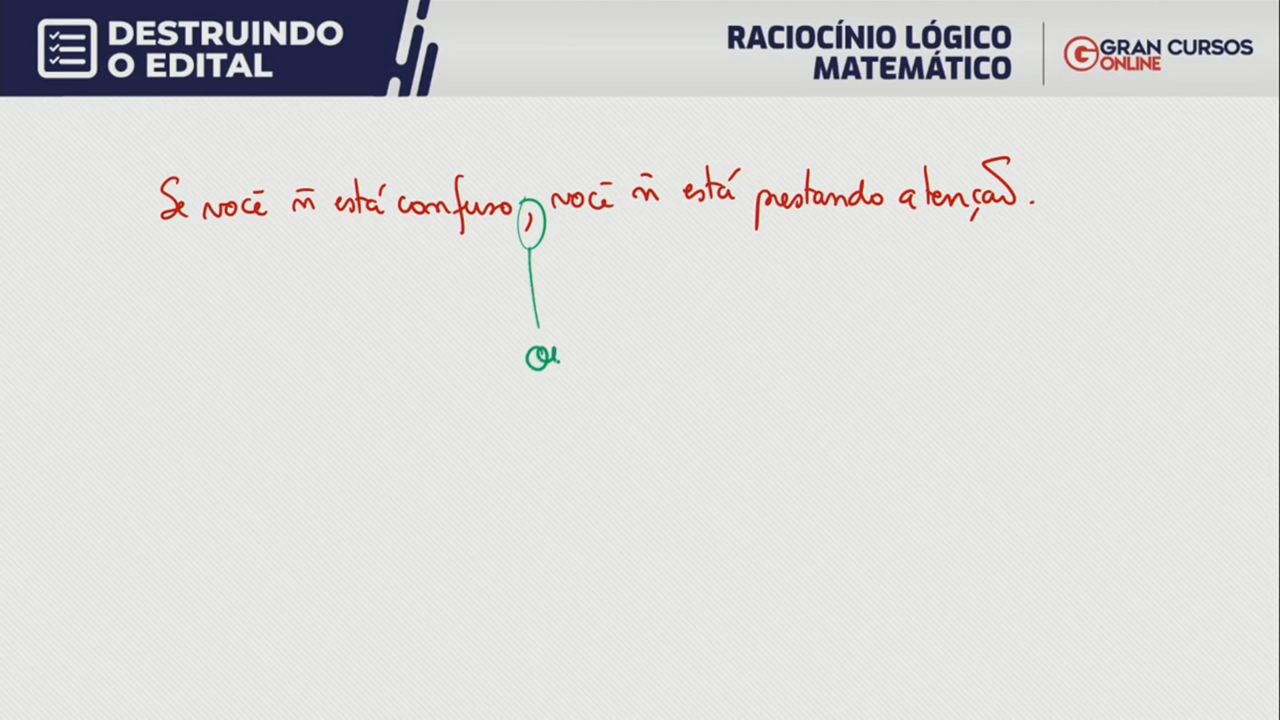 DESTRUINDO
O EDITAL
RACIOCÍNIO LÓGICO
MATEMÁTICO
GRAN CURSOS
ONLINE
Se você ñ está confuso, você ñ está prestando atenção.
ou